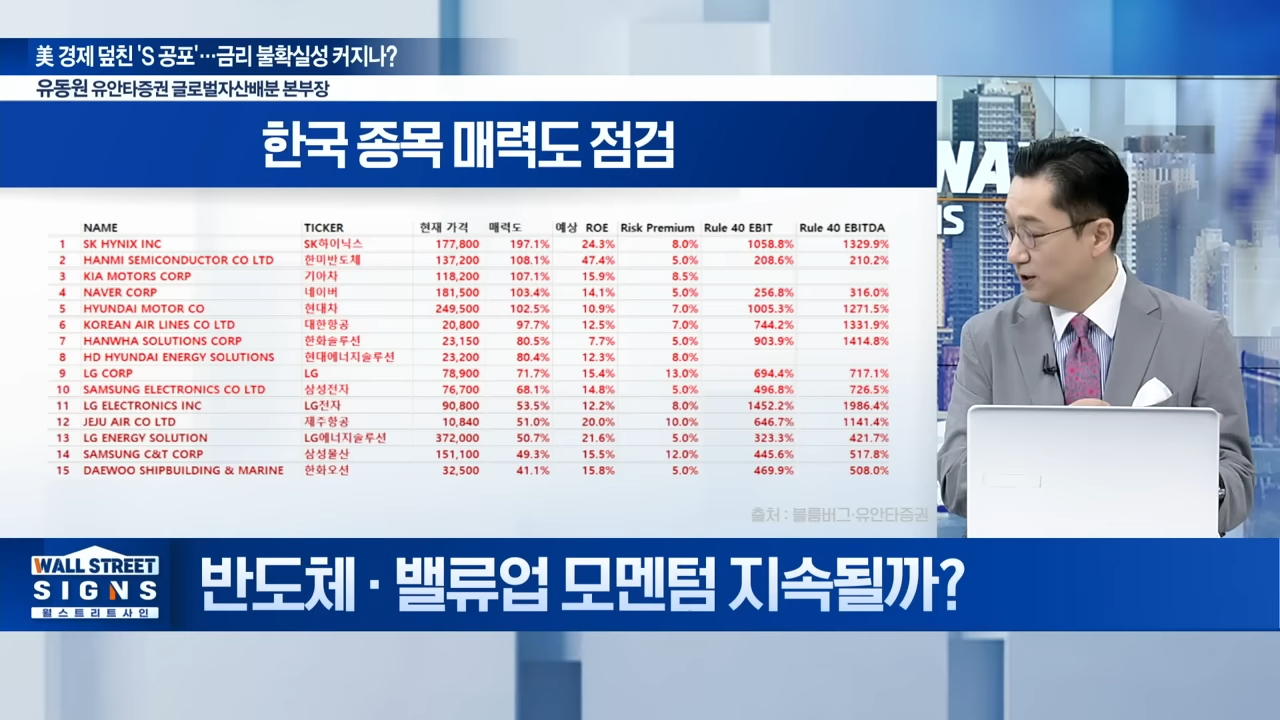 美 경제 덮친 'S 공포'…금리 불확실성 커지나?
유동원 유안타증권 글로벌자산배분 본부장
한국 종목 매력도 점검
NAME TICKER 현재 가격 매력도 예상 ROE Risk Premium Rule 40 EBIT Rule 40 EBITDA
1 SK HYNIX INC SK하이닉스 177,800 197.1% 24.3% 8.0% 1058.8% 1329.9%
2 HANMI SEMICONDUCTOR CO LTD 한미반도체 137,200 108.1% 47.4% 5.0% 208.6% 210.2%
3 KIA MOTORS CORP 기아차 118,200 107.1% 15.9% 8.5%
4 NAVER CORP 네이버 181,500 103.4% 14.1% 5.0% 256.8% 316.0%
5 HYUNDAI MOTOR CO 현대차 249,500 102.5% 10.9% 7.0% 1005.3% 1271.5%
6 KOREAN AIR LINES CO LTD 대한항공 20,800 97.7% 12.5% 7.0% 744.2% 1331.9%
7 HANWHA SOLUTIONS CORP 한화솔루션 23,150 80.5% 7.7% 5.0% 903.9% 1414.8%
8 HD HYUNDAI ENERGY SOLUTIONS 현대에너지솔루션 23,200 80.4% 12.3% 8.0%
9 LG CORP LG 78,900 71.7% 15.4% 13.0% 694.4% 717.1%
10 SAMSUNG ELECTRONICS CO LTD 삼성전자 76,700 68.1% 14.8% 5.0% 496.8% 726.5%
11 LG ELECTRONICS INC LG전자 90,800 53.5% 12.2% 8.0% 1452.2% 1986.4%
12 JEJU AIR CO LTD 제주항공 10,840 51.0% 20.0% 10.0% 646.7% 1141.4%
13 LG ENERGY SOLUTION LG에너지솔루션 372,000 50.7% 21.6% 5.0% 323.3% 421.7%
14 SAMSUNG C&T CORP 삼성물산 151,100 49.3% 15.5% 12.0% 445.6% 517.8%
15 DAEWOO SHIPBUILDING & MARINE 한화오션 32,500 41.1% 15.8% 5.0% 469.9% 508.0%
출처 : 블룸버그·유안타증권
WALL STREET
SIGNS
월스트리트사인
반도체·밸류업 모멘텀 지속될까?